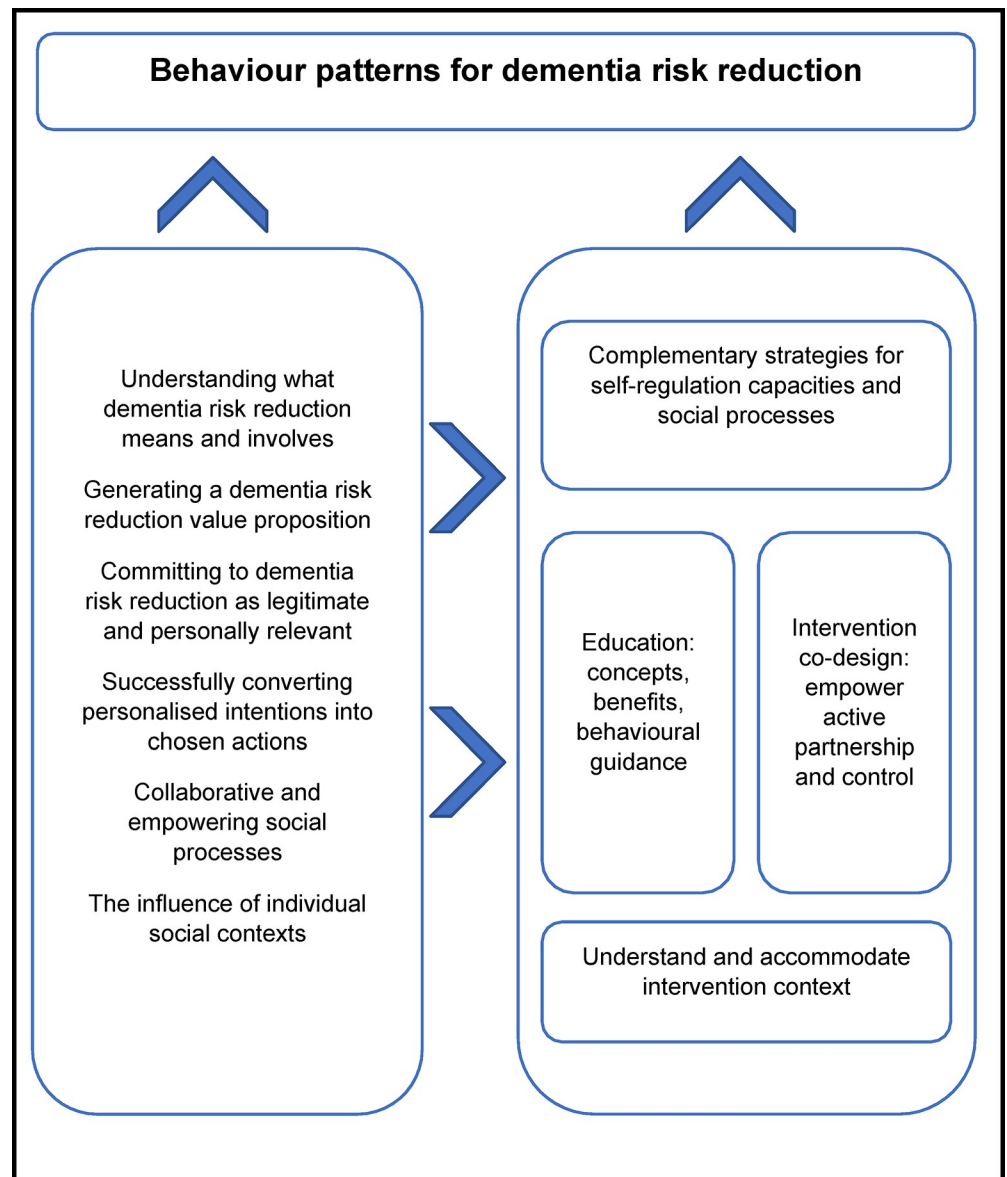 Behaviour patterns for dementia risk reduction
Understanding what
dementia risk reduction
means and involves
Generating a dementia risk
reduction value proposition
Committing to dementia
risk reduction as legitimate
and personally relevant
Successfully converting
personalised intentions into
chosen actions
Collaborative and
empowering social
processes
The influence of individual
social contexts
Complementary strategies for
self-regulation capacities and
social processes
Education:
concepts,
benefits,
behavioural
guidance
Intervention
co-design:
empower
active
partnership
and control
Understand and accommodate
intervention context